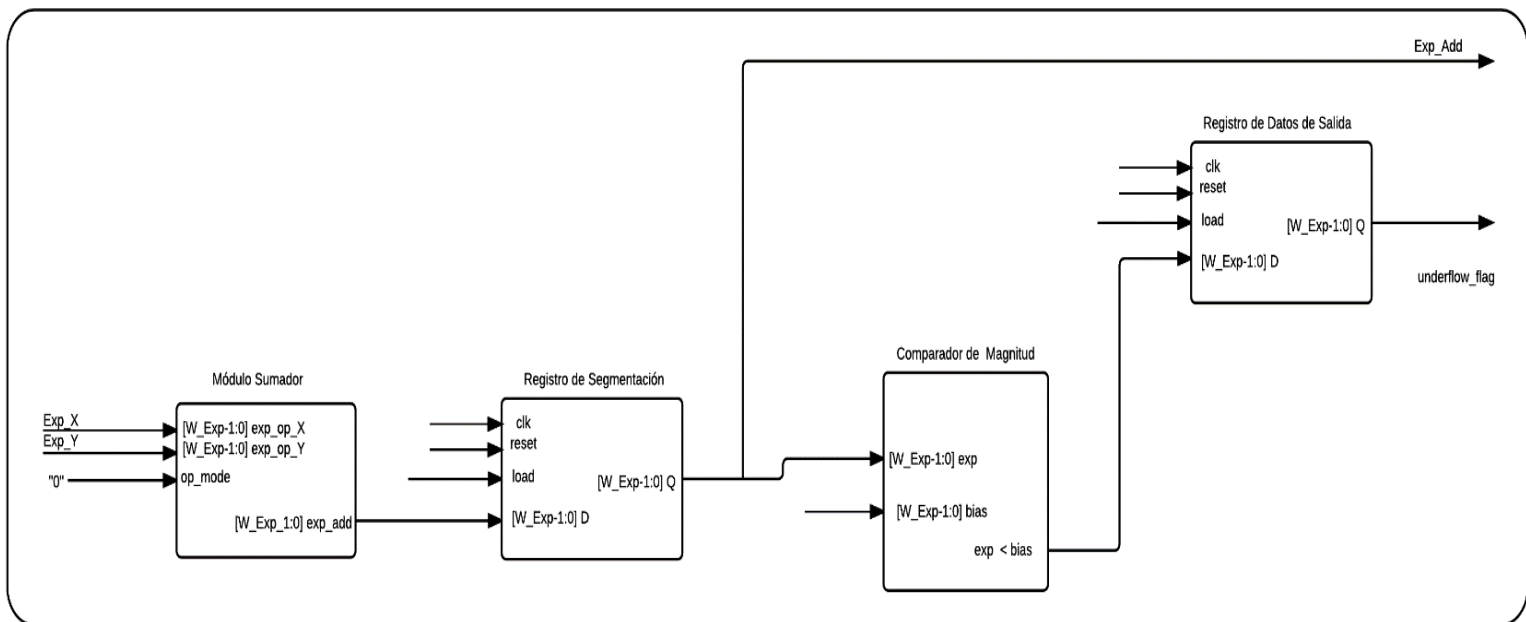 Exp_Add
Registro de Datos de Salida
clk
reset
load
[W_Exp-1:0] Q
[W_Exp-1:0] D
underflow_flag
Comparador de Magnitud
[W_Exp-1:0] exp
[W_Exp-1:0] bias
exp < bias
Módulo Sumador
Exp_X
[W_Exp-1:0] exp_op_X
Exp_Y
[W_Exp-1:0] exp_op_Y
"0"
op_mode
[W_Exp_1:0] exp_add
Registro de Segmentación
clk
reset
load
[W_Exp-1:0] Q
[W_Exp-1:0] D